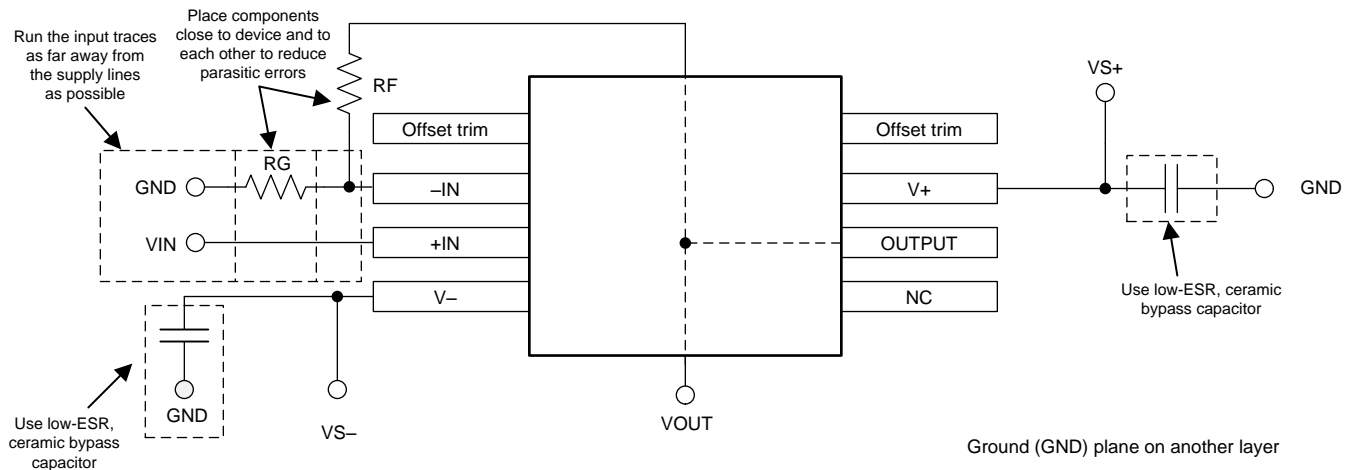 Run the input traces
as far away from
the supply lines
as possible
Place components
close to device and to
each other to reduce
parasitic errors
RF
VS+
Offset trim
Offset trim
RG
GND
–IN
V+
GND
VIN
+IN
OUTPUT
V–
NC
Use low-ESR, ceramic
bypass capacitor
GND
Use low-ESR,
ceramic bypass
capacitor
VS–
VOUT
Ground (GND) plane on another layer